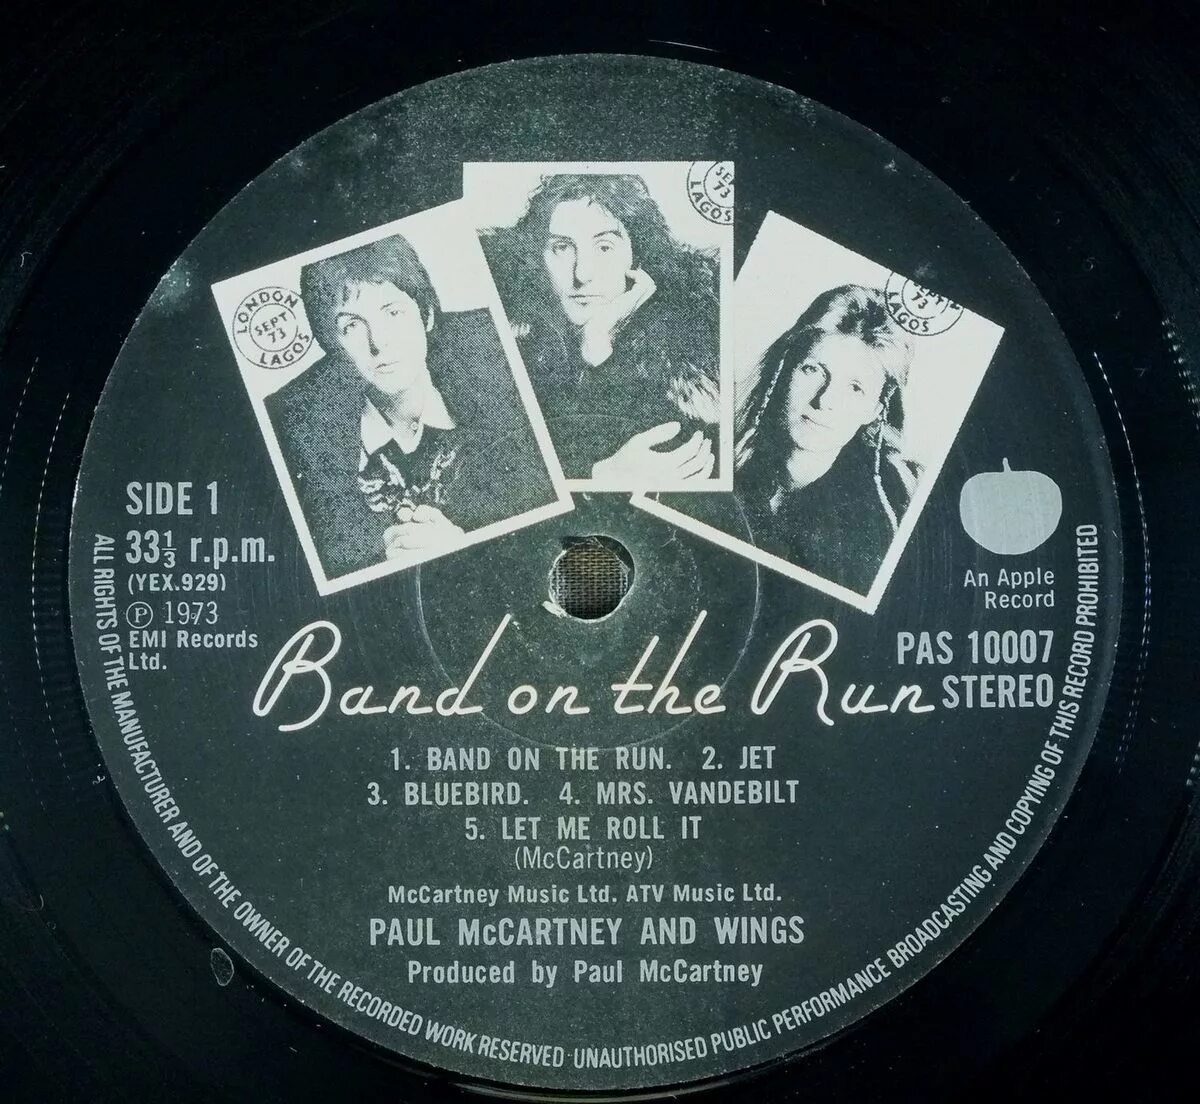 LONDON
SEPT
73
LAGOS
SE
73
LAGOS
SEPT
73
LAGOS
SIDE 1
33⅓ r.p.m.
(YEX.929)
Ⓟ 1973
EMI Records
Ltd.
An Apple
Record
PAS 10007
STEREO
Band on the Run
1. BAND ON THE RUN. 2. JET
3. BLUEBIRD. 4. MRS. VANDEBILT
5. LET ME ROLL IT
(McCartney)
McCartney Music Ltd. ATV Music Ltd.
PAUL McCARTNEY AND WINGS
Produced by Paul McCartney
ALL RIGHTS OF THE MANUFACTURER AND OF THE OWNER OF THE RECORDED WORK RESERVED · UNAUTHORISED PUBLIC PERFORMANCE BROADCASTING AND COPYING OF THIS RECORD PROHIBITED